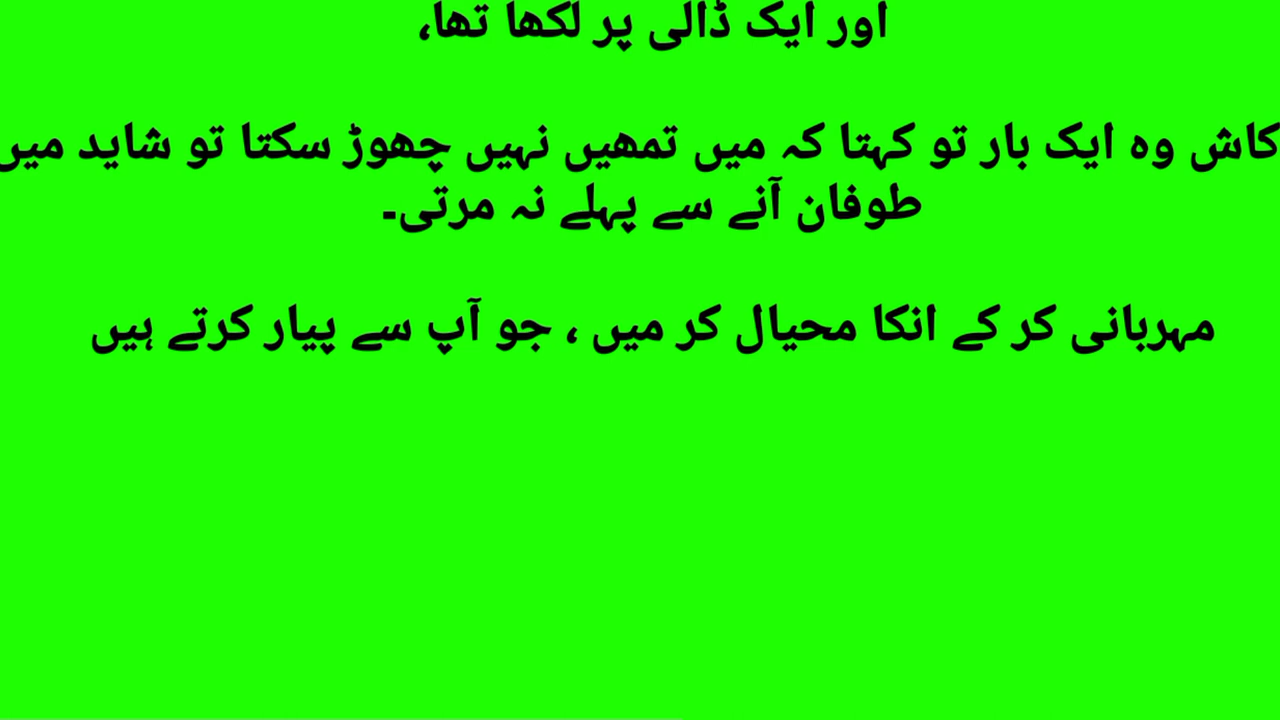 اور ایک ڈالی پر لکھا تھا،
کاش وہ ایک بار تو کہتا کہ میں تمھیں نہیں چھوڑ سکتا تو شاید میں
طوفان آنے سے پہلے نہ مرتی۔
مہربانی کر کے انکا محیال کر میں ، جو آپ سے پیار کرتے ہیں